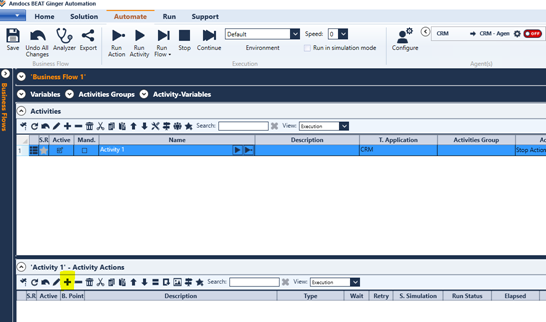 Amdocs BEAT Ginger Automation
Home Solution Automate Run Support
Save Undo All Changes Analyzer Export Run Action Run Activity Run Flow Stop Continue Default Environment Speed: 0 Run in simulation mode Configure CRM CRM - Agen OFF
Business Flow Execution Agent(s)
Business Flows
'Business Flow 1'
Variables Activities Groups Activity-Variables
Activities
Search: View: Execution
S.R Active Mand. Name Description T. Application Activities Group Ac
1 Activity 1 CRM Stop Action
'Activity 1' - Activity Actions
Search: View: Execution
S.R Active B. Point Description Type Wait Retry S. Simulation Run Status Elapsed